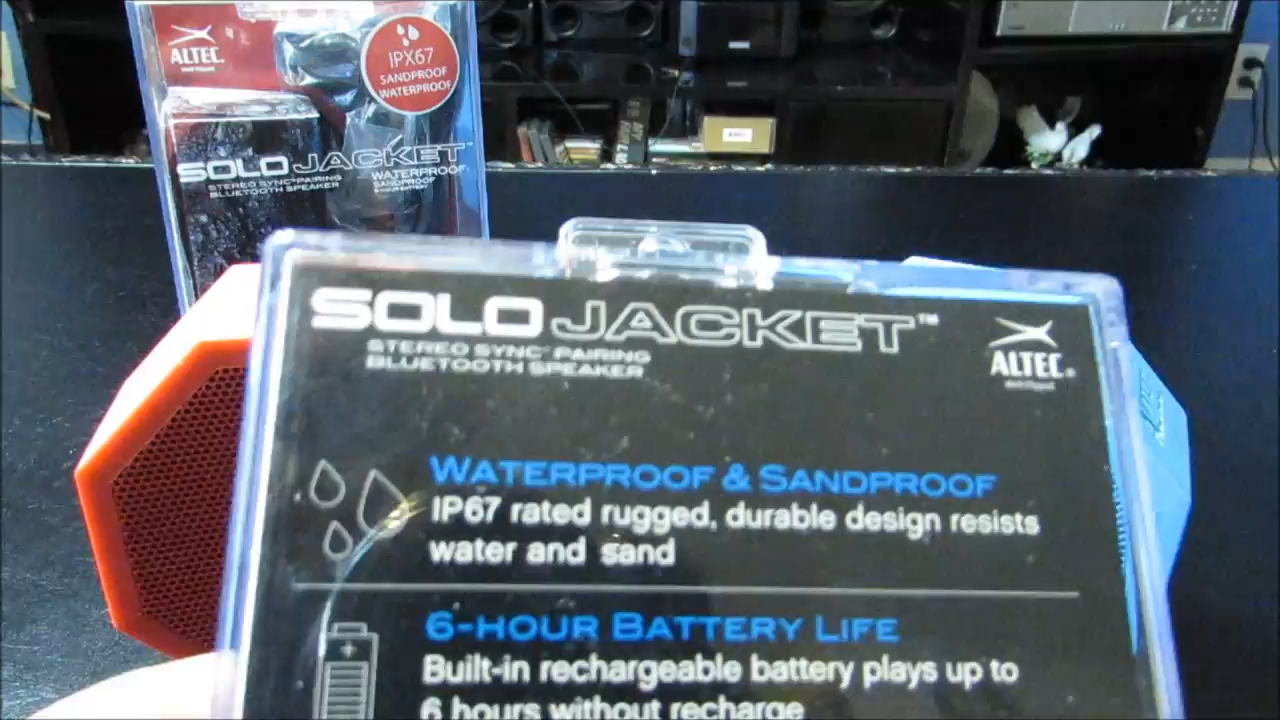 ALTEC
IPX67
SANDPROOF
WATERPROOF
SOLO JACKET™
STEREO SYNC PAIRING
BLUETOOTH SPEAKER
WATERPROOF
SANDPROOF
SOLO JACKET™
STEREO SYNC™ PAIRING
BLUETOOTH SPEAKER
ALTEC®
WATERPROOF & SANDPROOF
IP67 rated rugged, durable design resists
water and sand
6-HOUR BATTERY LIFE
Built-in rechargeable battery plays up to
6 hours without recharge